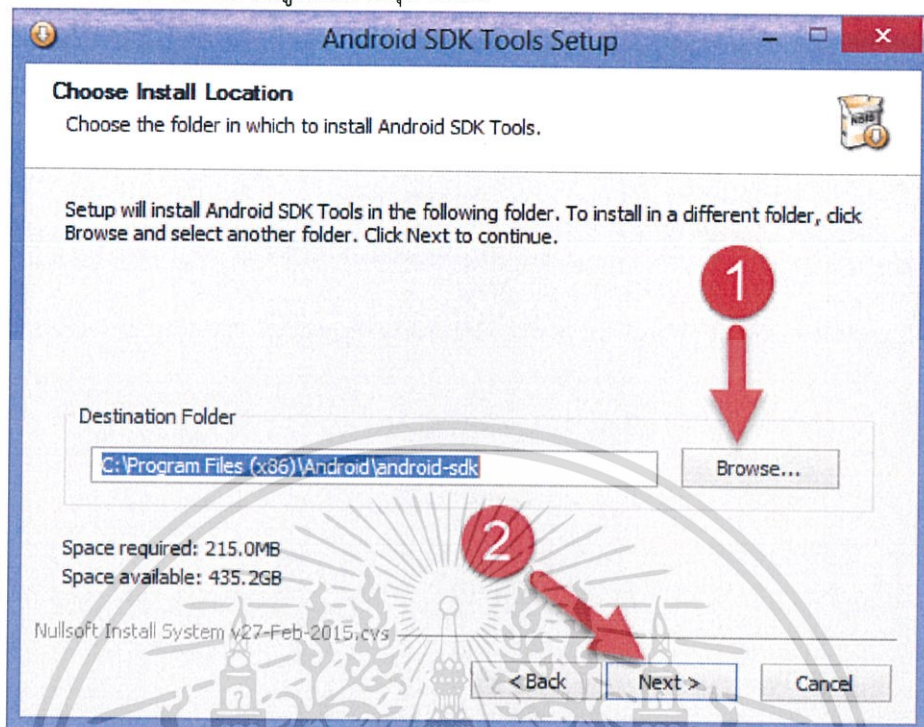 Android SDK Tools Setup
Choose Install Location
Choose the folder in which to install Android SDK Tools.
Setup will install Android SDK Tools in the following folder. To install in a different folder, click
Browse and select another folder. Click Next to continue.
1
Destination Folder
C:\Program Files (x86)\Android\android-sdk
Browse...
2
Space required: 215.0MB
Space available: 435.2GB
Nullsoft Install System v27-Feb-2015.cvs
< Back
Next >
Cancel